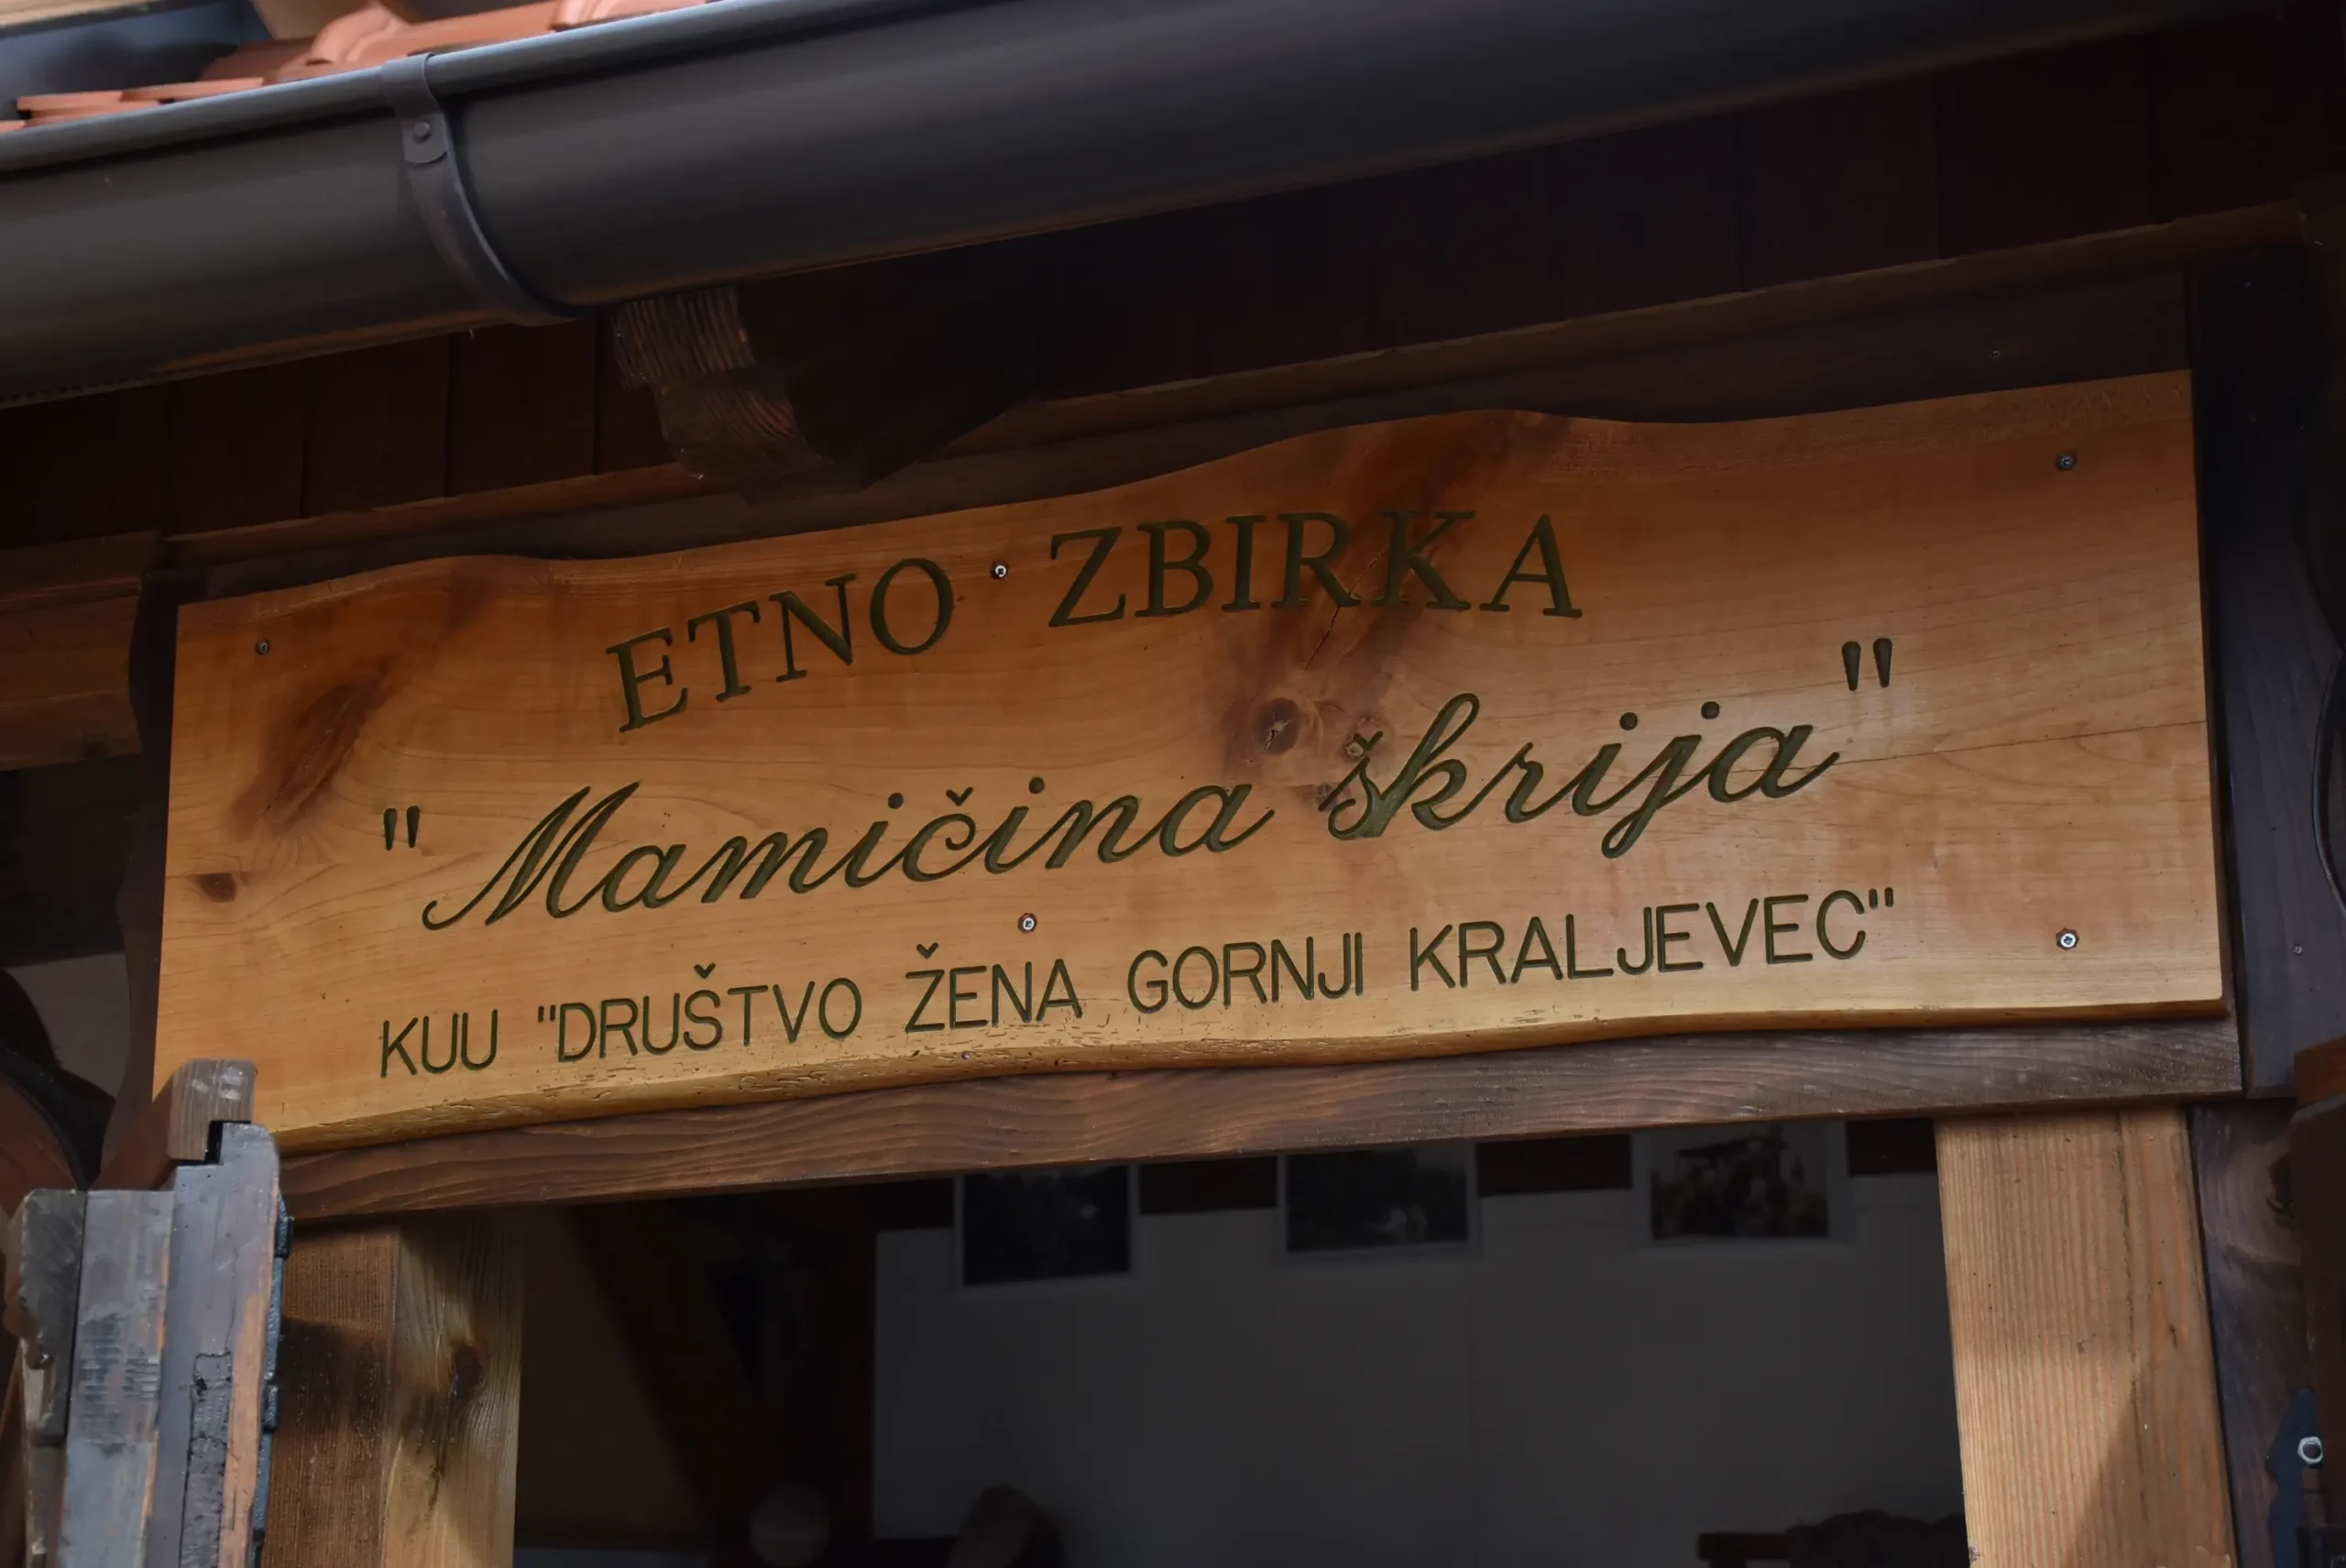 ETNO ZBIRKA
"Mamičina škrija"
KUU "DRUŠTVO ŽENA GORNJI KRALJEVEC"